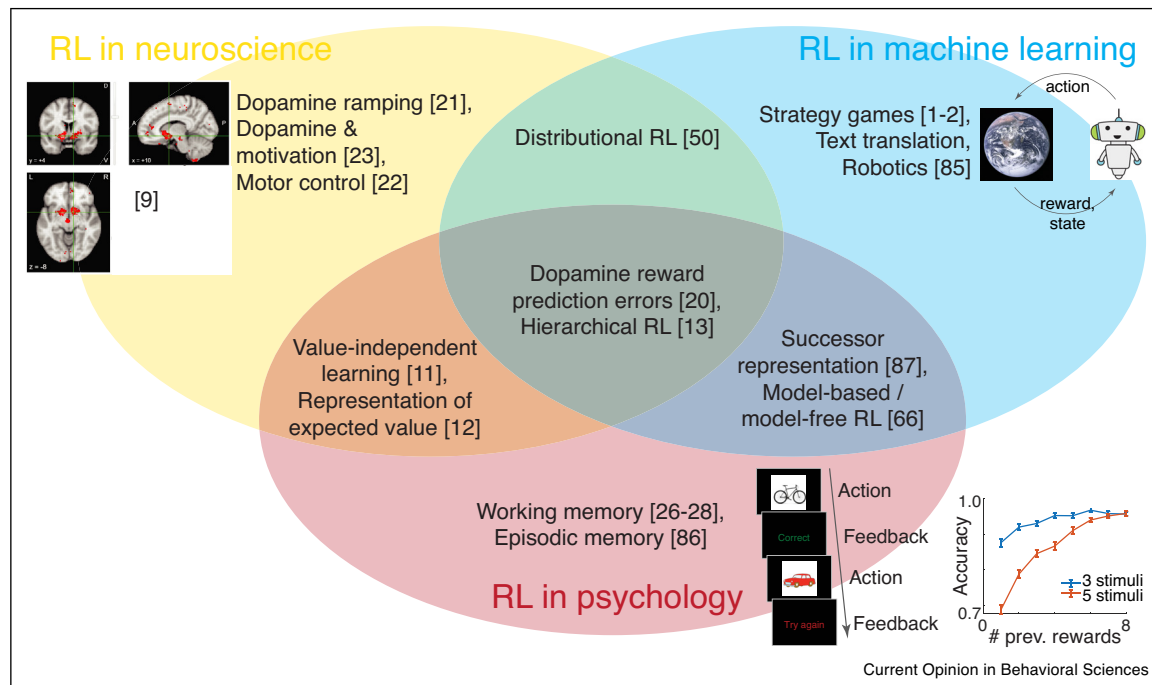 RL in neuroscience
RL in machine learning
D
y = +4
V
A
P
x = +10
L
R
z = -8
[9]
Dopamine ramping [21],
Dopamine &
motivation [23],
Motor control [22]
Distributional RL [50]
Strategy games [1-2],
Text translation,
Robotics [85]
action
reward,
state
Dopamine reward
prediction errors [20],
Hierarchical RL [13]
Value-independent
learning [11],
Representation of
expected value [12]
Successor
representation [87],
Model-based /
model-free RL [66]
Working memory [26-28],
Episodic memory [86]
RL in psychology
Action
Correct
Feedback
Action
Try again
Feedback
1.0
Accuracy
0.7
3 stimuli
5 stimuli
0
8
# prev. rewards
Current Opinion in Behavioral Sciences